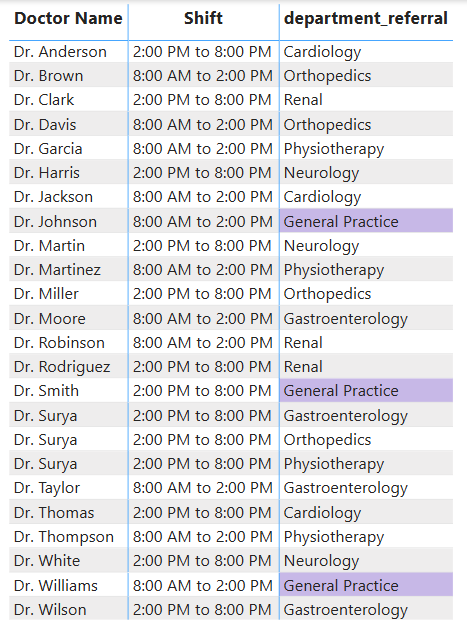 Doctor Name Shift department_referral
Dr. Anderson 2:00 PM to 8:00 PM Cardiology
Dr. Brown 8:00 AM to 2:00 PM Orthopedics
Dr. Clark 2:00 PM to 8:00 PM Renal
Dr. Davis 8:00 AM to 2:00 PM Orthopedics
Dr. Garcia 8:00 AM to 2:00 PM Physiotherapy
Dr. Harris 2:00 PM to 8:00 PM Neurology
Dr. Jackson 8:00 AM to 2:00 PM Cardiology
Dr. Johnson 8:00 AM to 2:00 PM General Practice
Dr. Martin 2:00 PM to 8:00 PM Neurology
Dr. Martinez 8:00 AM to 2:00 PM Physiotherapy
Dr. Miller 2:00 PM to 8:00 PM Orthopedics
Dr. Moore 8:00 AM to 2:00 PM Gastroenterology
Dr. Robinson 8:00 AM to 2:00 PM Renal
Dr. Rodriguez 2:00 PM to 8:00 PM Renal
Dr. Smith 2:00 PM to 8:00 PM General Practice
Dr. Surya 2:00 PM to 8:00 PM Gastroenterology
Dr. Surya 2:00 PM to 8:00 PM Orthopedics
Dr. Surya 2:00 PM to 8:00 PM Physiotherapy
Dr. Taylor 8:00 AM to 2:00 PM Gastroenterology
Dr. Thomas 2:00 PM to 8:00 PM Cardiology
Dr. Thompson 8:00 AM to 2:00 PM Physiotherapy
Dr. White 2:00 PM to 8:00 PM Neurology
Dr. Williams 8:00 AM to 2:00 PM General Practice
Dr. Wilson 2:00 PM to 8:00 PM Gastroenterology